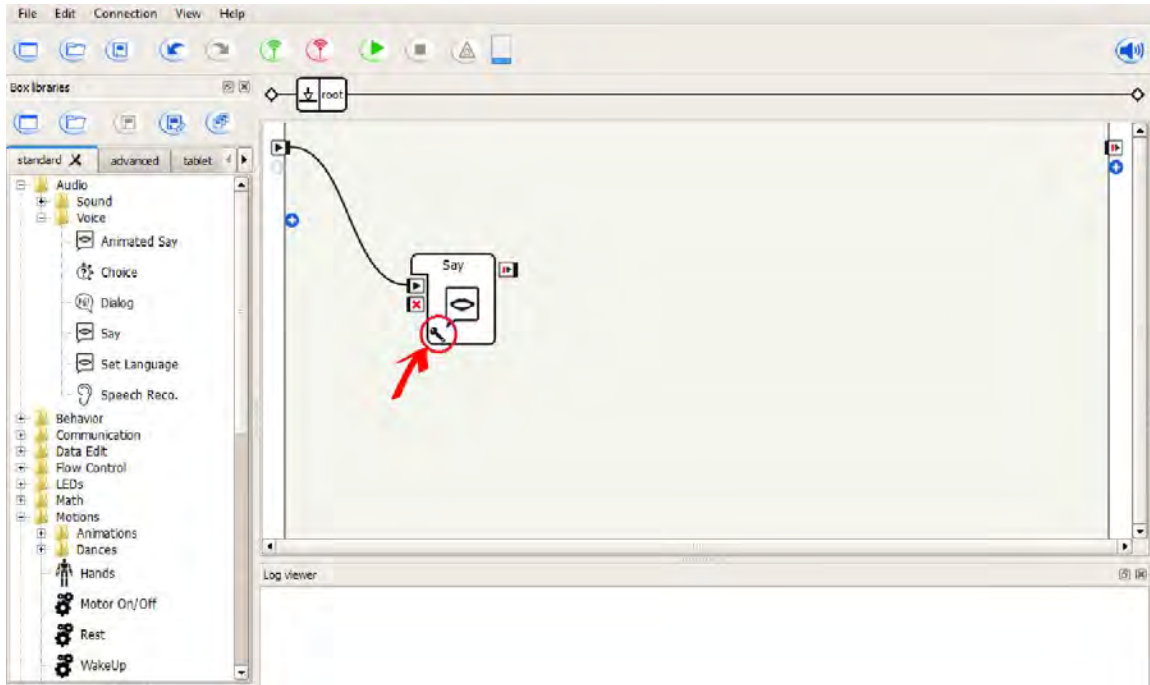 File Edit Connection View Help
Box libraries
root
standard advanced tablet
Audio
Sound
Voice
Animated Say
Choice
Dialog
Say
Set Language
Speech Reco.
Behavior
Communication
Data Edit
Flow Control
LEDs
Math
Motions
Animations
Dances
Hands
Motor On/Off
Rest
WakeUp
Say
Log viewer